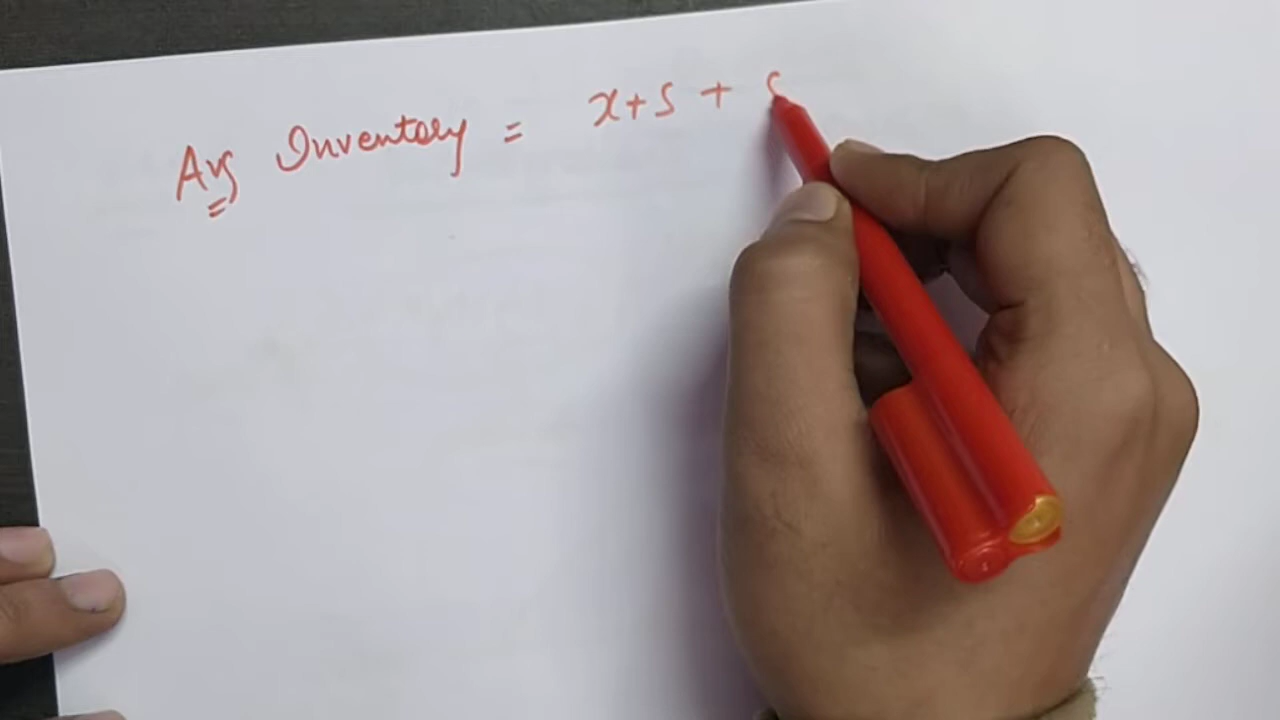 Avg Inventory = x+s + s